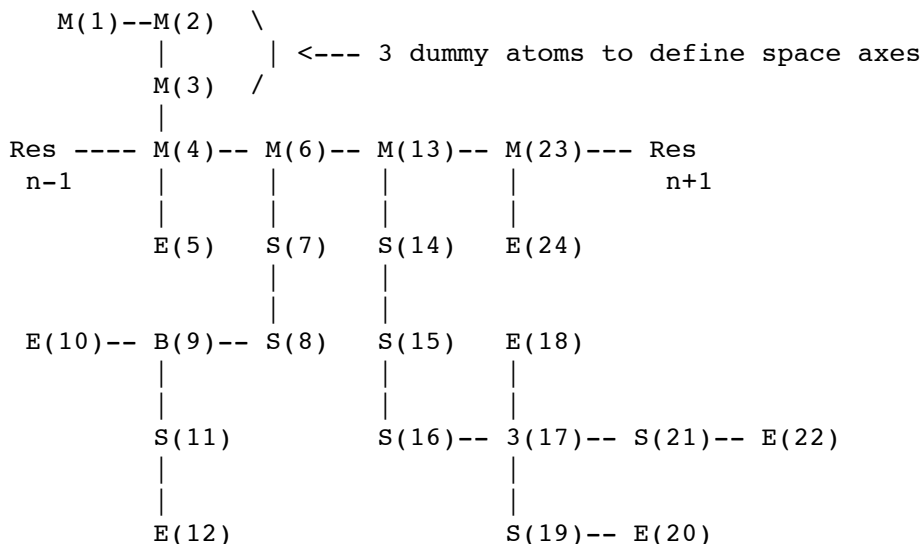 M(1)--M(2)  \
|      | <--- 3 dummy atoms to define space axes
M(3)  /
|
Res ---- M(4)-- M(6)-- M(13)-- M(23)--- Res
n-1      |      |      |       |        n+1
|      |      |       |
E(5)   S(7)   S(14)   E(24)
|      |
|      |
E(10)-- B(9)-- S(8)   S(15)   E(18)
|             |       |
|             |       |
S(11)         S(16)-- 3(17)-- S(21)-- E(22)
|                     |
|                     |
E(12)                 S(19)-- E(20)